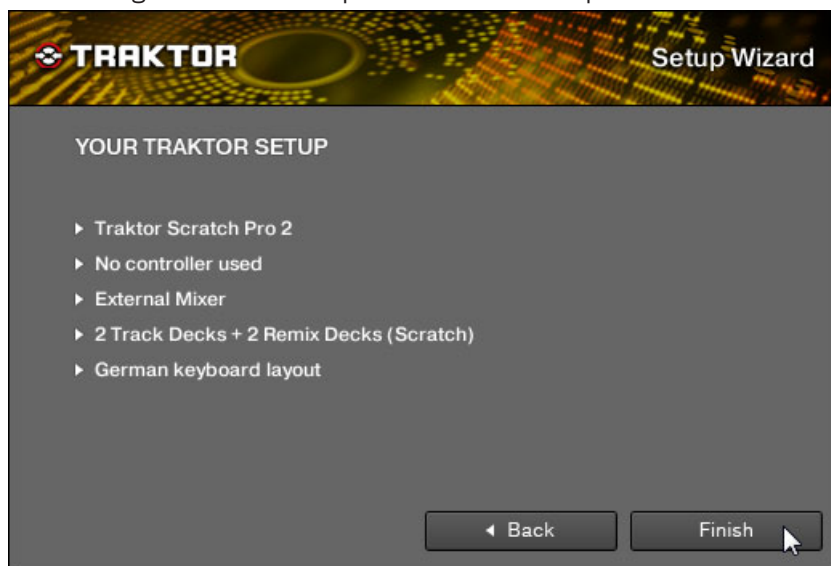 TRAKTOR
Setup Wizard
YOUR TRAKTOR SETUP
Traktor Scratch Pro 2
No controller used
External Mixer
2 Track Decks + 2 Remix Decks (Scratch)
German keyboard layout
Back
Finish